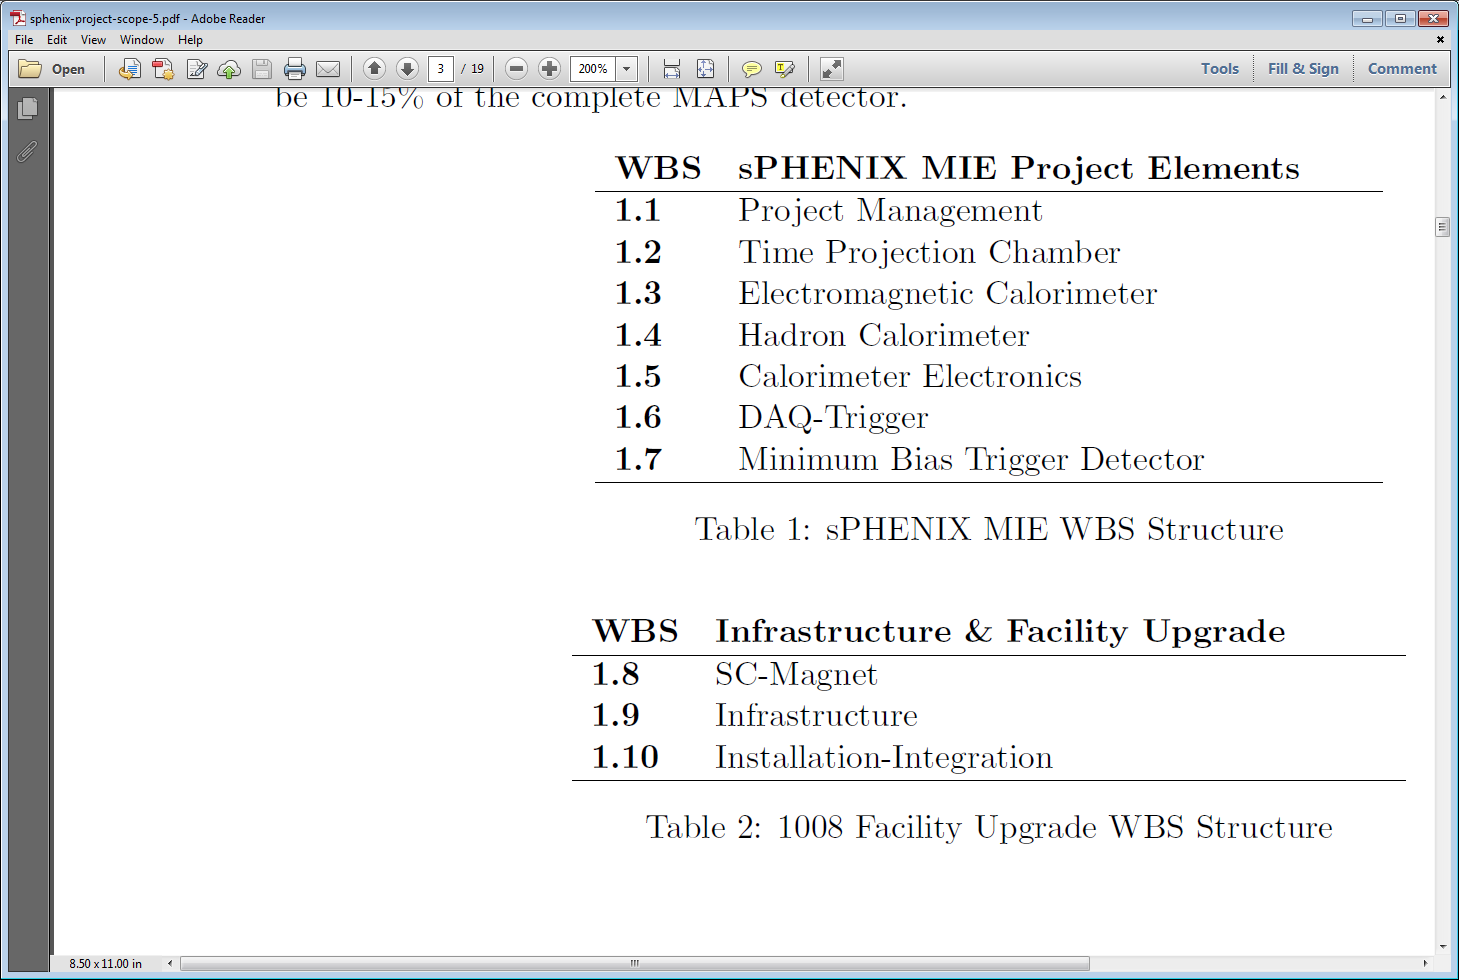 sphenix-project-scope-5.pdf - Adobe Reader
File Edit View Window Help
Open 3 / 19 200% Tools Fill & Sign Comment
be 10-15% of the complete MAPS detector.
WBS sPHENIX MIE Project Elements
1.1 Project Management
1.2 Time Projection Chamber
1.3 Electromagnetic Calorimeter
1.4 Hadron Calorimeter
1.5 Calorimeter Electronics
1.6 DAQ-Trigger
1.7 Minimum Bias Trigger Detector
Table 1: sPHENIX MIE WBS Structure
WBS Infrastructure & Facility Upgrade
1.8 SC-Magnet
1.9 Infrastructure
1.10 Installation-Integration
Table 2: 1008 Facility Upgrade WBS Structure
8.50 x 11.00 in